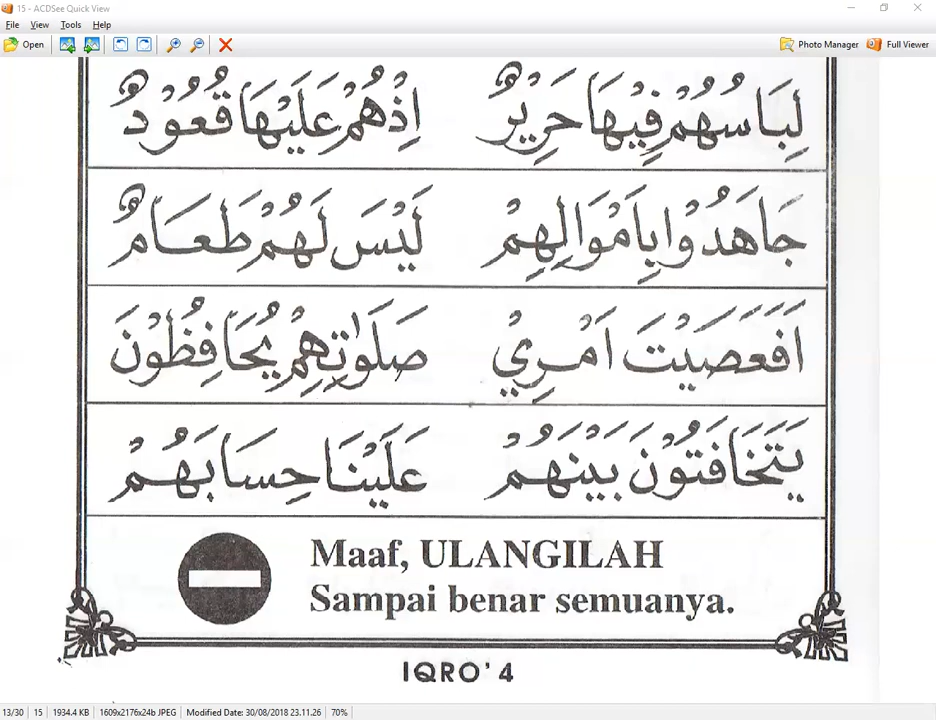 15 - ACDSee Quick View
File View Tools Help
Open Photo Manager Full Viewer
لِبَاسُهُمْ فِيْهَا حَرِيْرٌ اِذْهُمْ عَلَيْهَا قُعُوْدٌ
جَاهَدُوْا بِاَمْوَالِهِمْ لَيْسَ لَهُمْ طَعَامٌ
اَفَعَصَيْتَ اَمْرِيْ صَلَوٰتِهِمْ يُحَافِظُوْنَ
يَتَخَافَتُوْنَ بَيْنَهُمْ عَلَيْنَا حِسَابَهُمْ
Maaf, ULANGILAH
Sampai benar semuanya.
IQRO' 4
13/30 15 1934.4 KB 1609x2176x24b JPEG Modified Date: 30/08/2018 23.11.26 70%